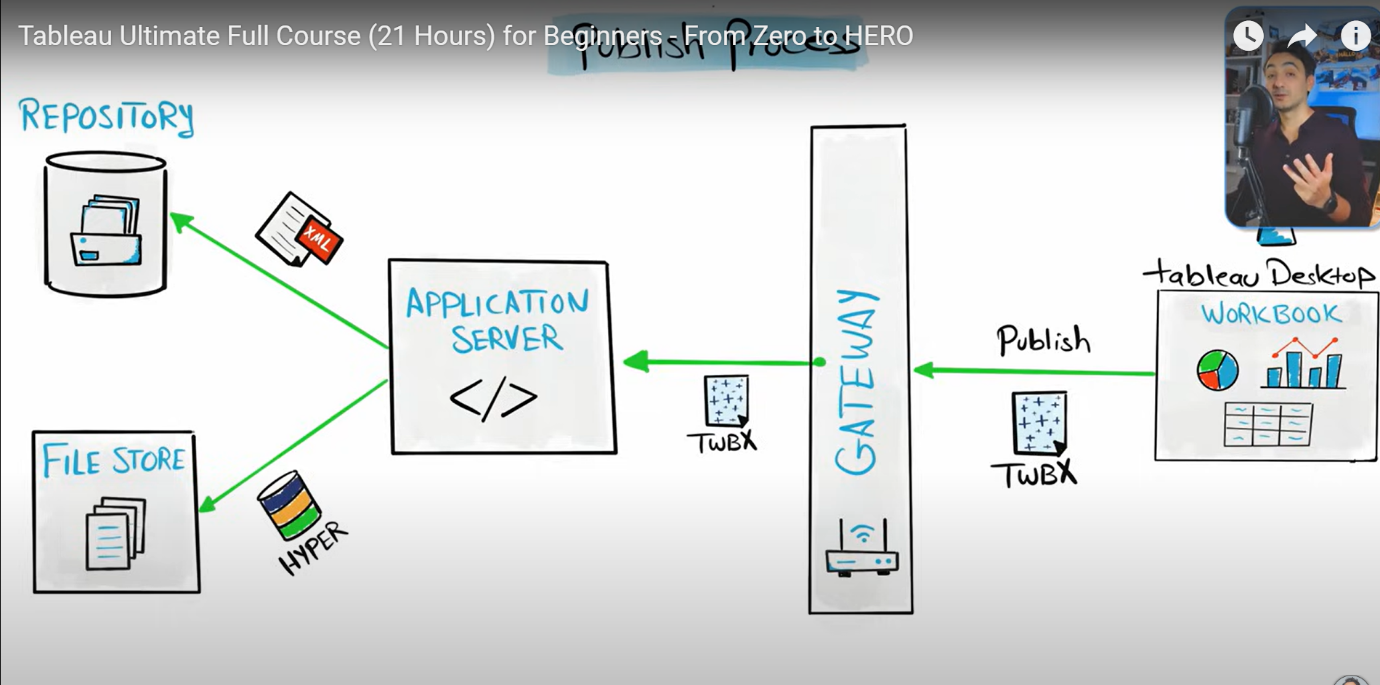 Tableau Ultimate Full Course (21 Hours) for Beginners - From Zero to HERO
Publish Process
REPOSITORY
XML
APPLICATION
SERVER
</>
FILE STORE
HYPER
TWBX
GATEWAY
Publish
TWBX
tableau Desktop
WORKBOOK